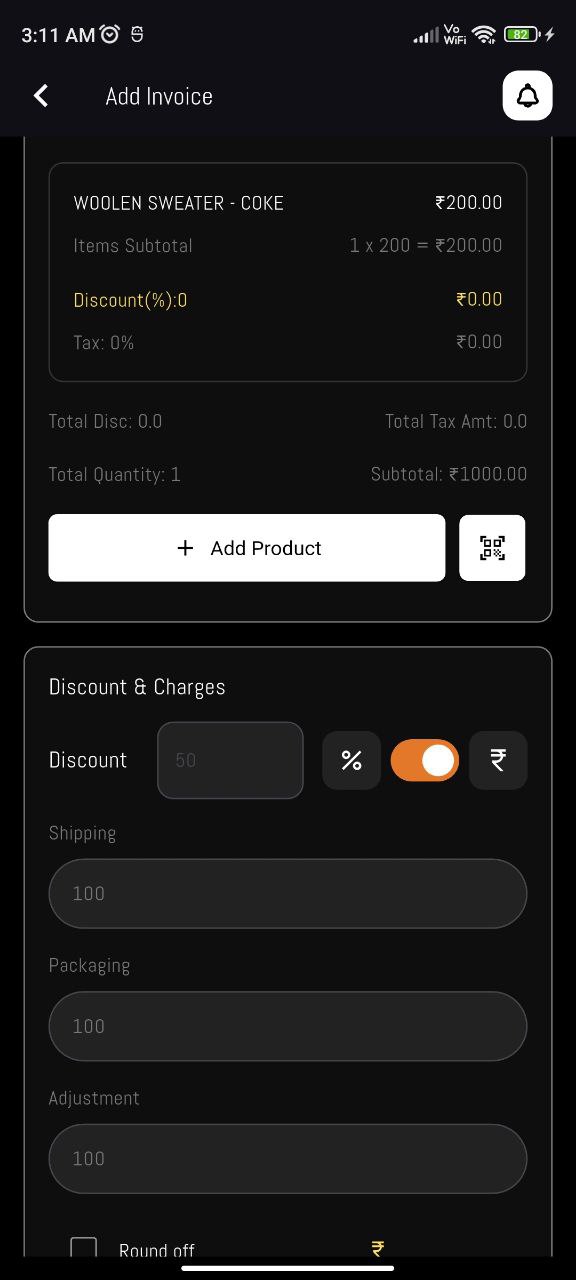 3:11 AM Vo WiFi 82
Add Invoice
WOOLEN SWEATER - COKE ₹200.00
Items Subtotal 1 x 200 = ₹200.00
Discount(%):0 ₹0.00
Tax: 0% ₹0.00
Total Disc: 0.0 Total Tax Amt: 0.0
Total Quantity: 1 Subtotal: ₹1000.00
+ Add Product
Discount & Charges
Discount 50 % ₹
Shipping
100
Packaging
100
Adjustment
100
Round off ₹